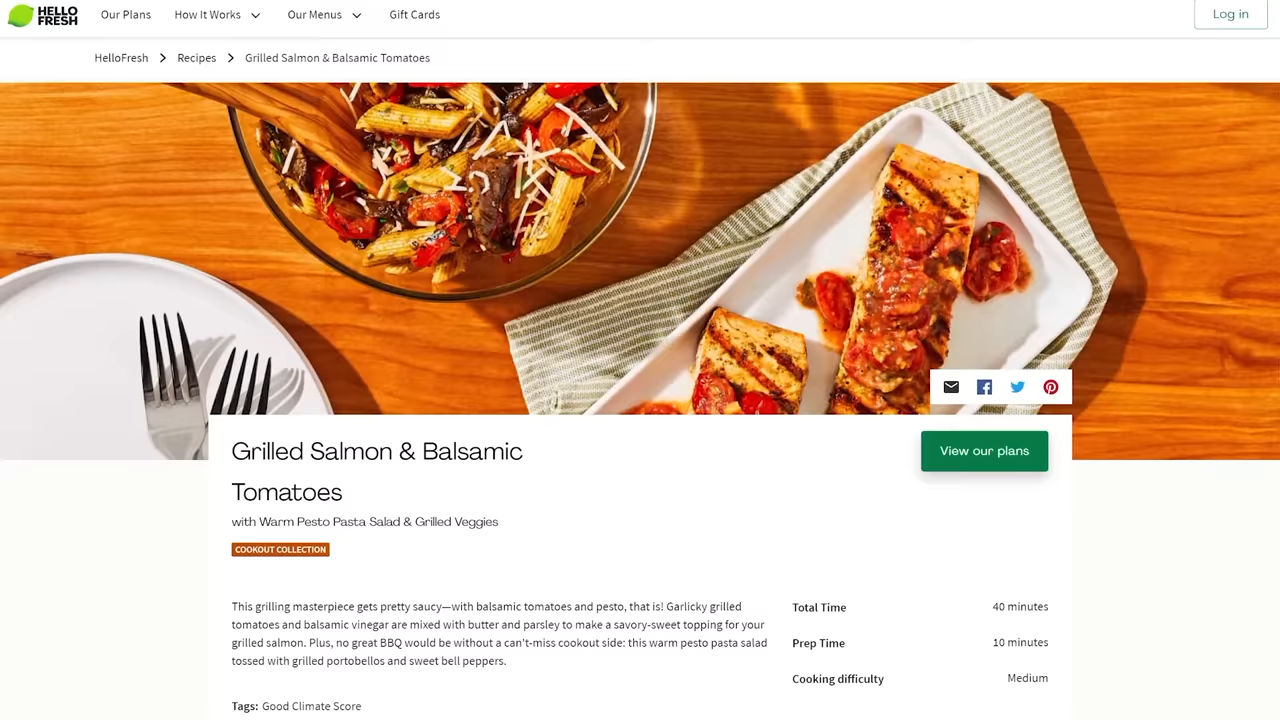 HELLO
FRESH
Our Plans
How It Works
Our Menus
Gift Cards
Log in
HelloFresh
Recipes
Grilled Salmon & Balsamic Tomatoes
Grilled Salmon & Balsamic
Tomatoes
View our plans
with Warm Pesto Pasta Salad & Grilled Veggies
COOKOUT COLLECTION
This grilling masterpiece gets pretty saucy—with balsamic tomatoes and pesto, that is! Garlicky grilled
tomatoes and balsamic vinegar are mixed with butter and parsley to make a savory-sweet topping for your
grilled salmon. Plus, no great BBQ would be without a can't-miss cookout side: this warm pesto pasta salad
tossed with grilled portobellos and sweet bell peppers.
Tags: Good Climate Score
Total Time 40 minutes
Prep Time 10 minutes
Cooking difficulty Medium